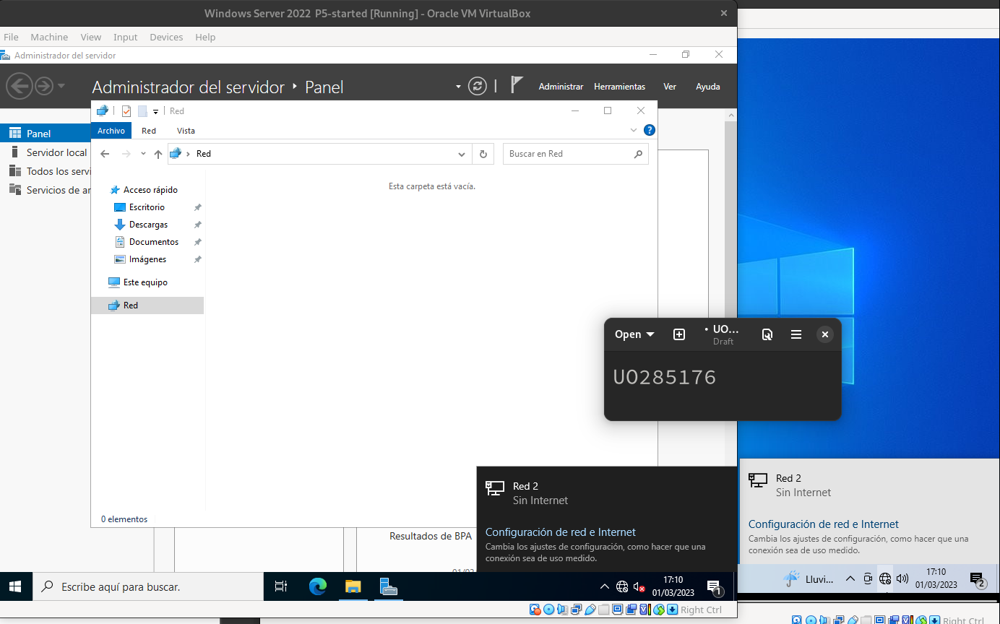 Windows Server 2022 P5-started [Running] - Oracle VM VirtualBox
File Machine View Input Devices Help
Administrador del servidor
Administrador del servidor Panel
Administrar Herramientas Ver Ayuda
Panel
Servidor local
Todos los servi
Servicios de ar
Red
Archivo Red Vista
Red
Buscar en Red
Acceso rápido
Escritorio
Descargas
Documentos
Imágenes
Este equipo
Red
Esta carpeta está vacía.
0 elementos
Resultados de BPA
Open
• UO...
Draft
UO285176
Red 2
Sin Internet
Configuración de red e Internet
Cambia los ajustes de configuración, como hacer que una
conexión sea de uso medido.
Red 2
Sin Internet
Configuración de red e Internet
Cambia los ajustes de configuración, como hacer que una
conexión sea de uso medido.
Escribe aquí para buscar.
17:10
01/03/2023
1
Right Ctrl
Lluvi...
17:10
01/03/2023
2
Right Ctrl